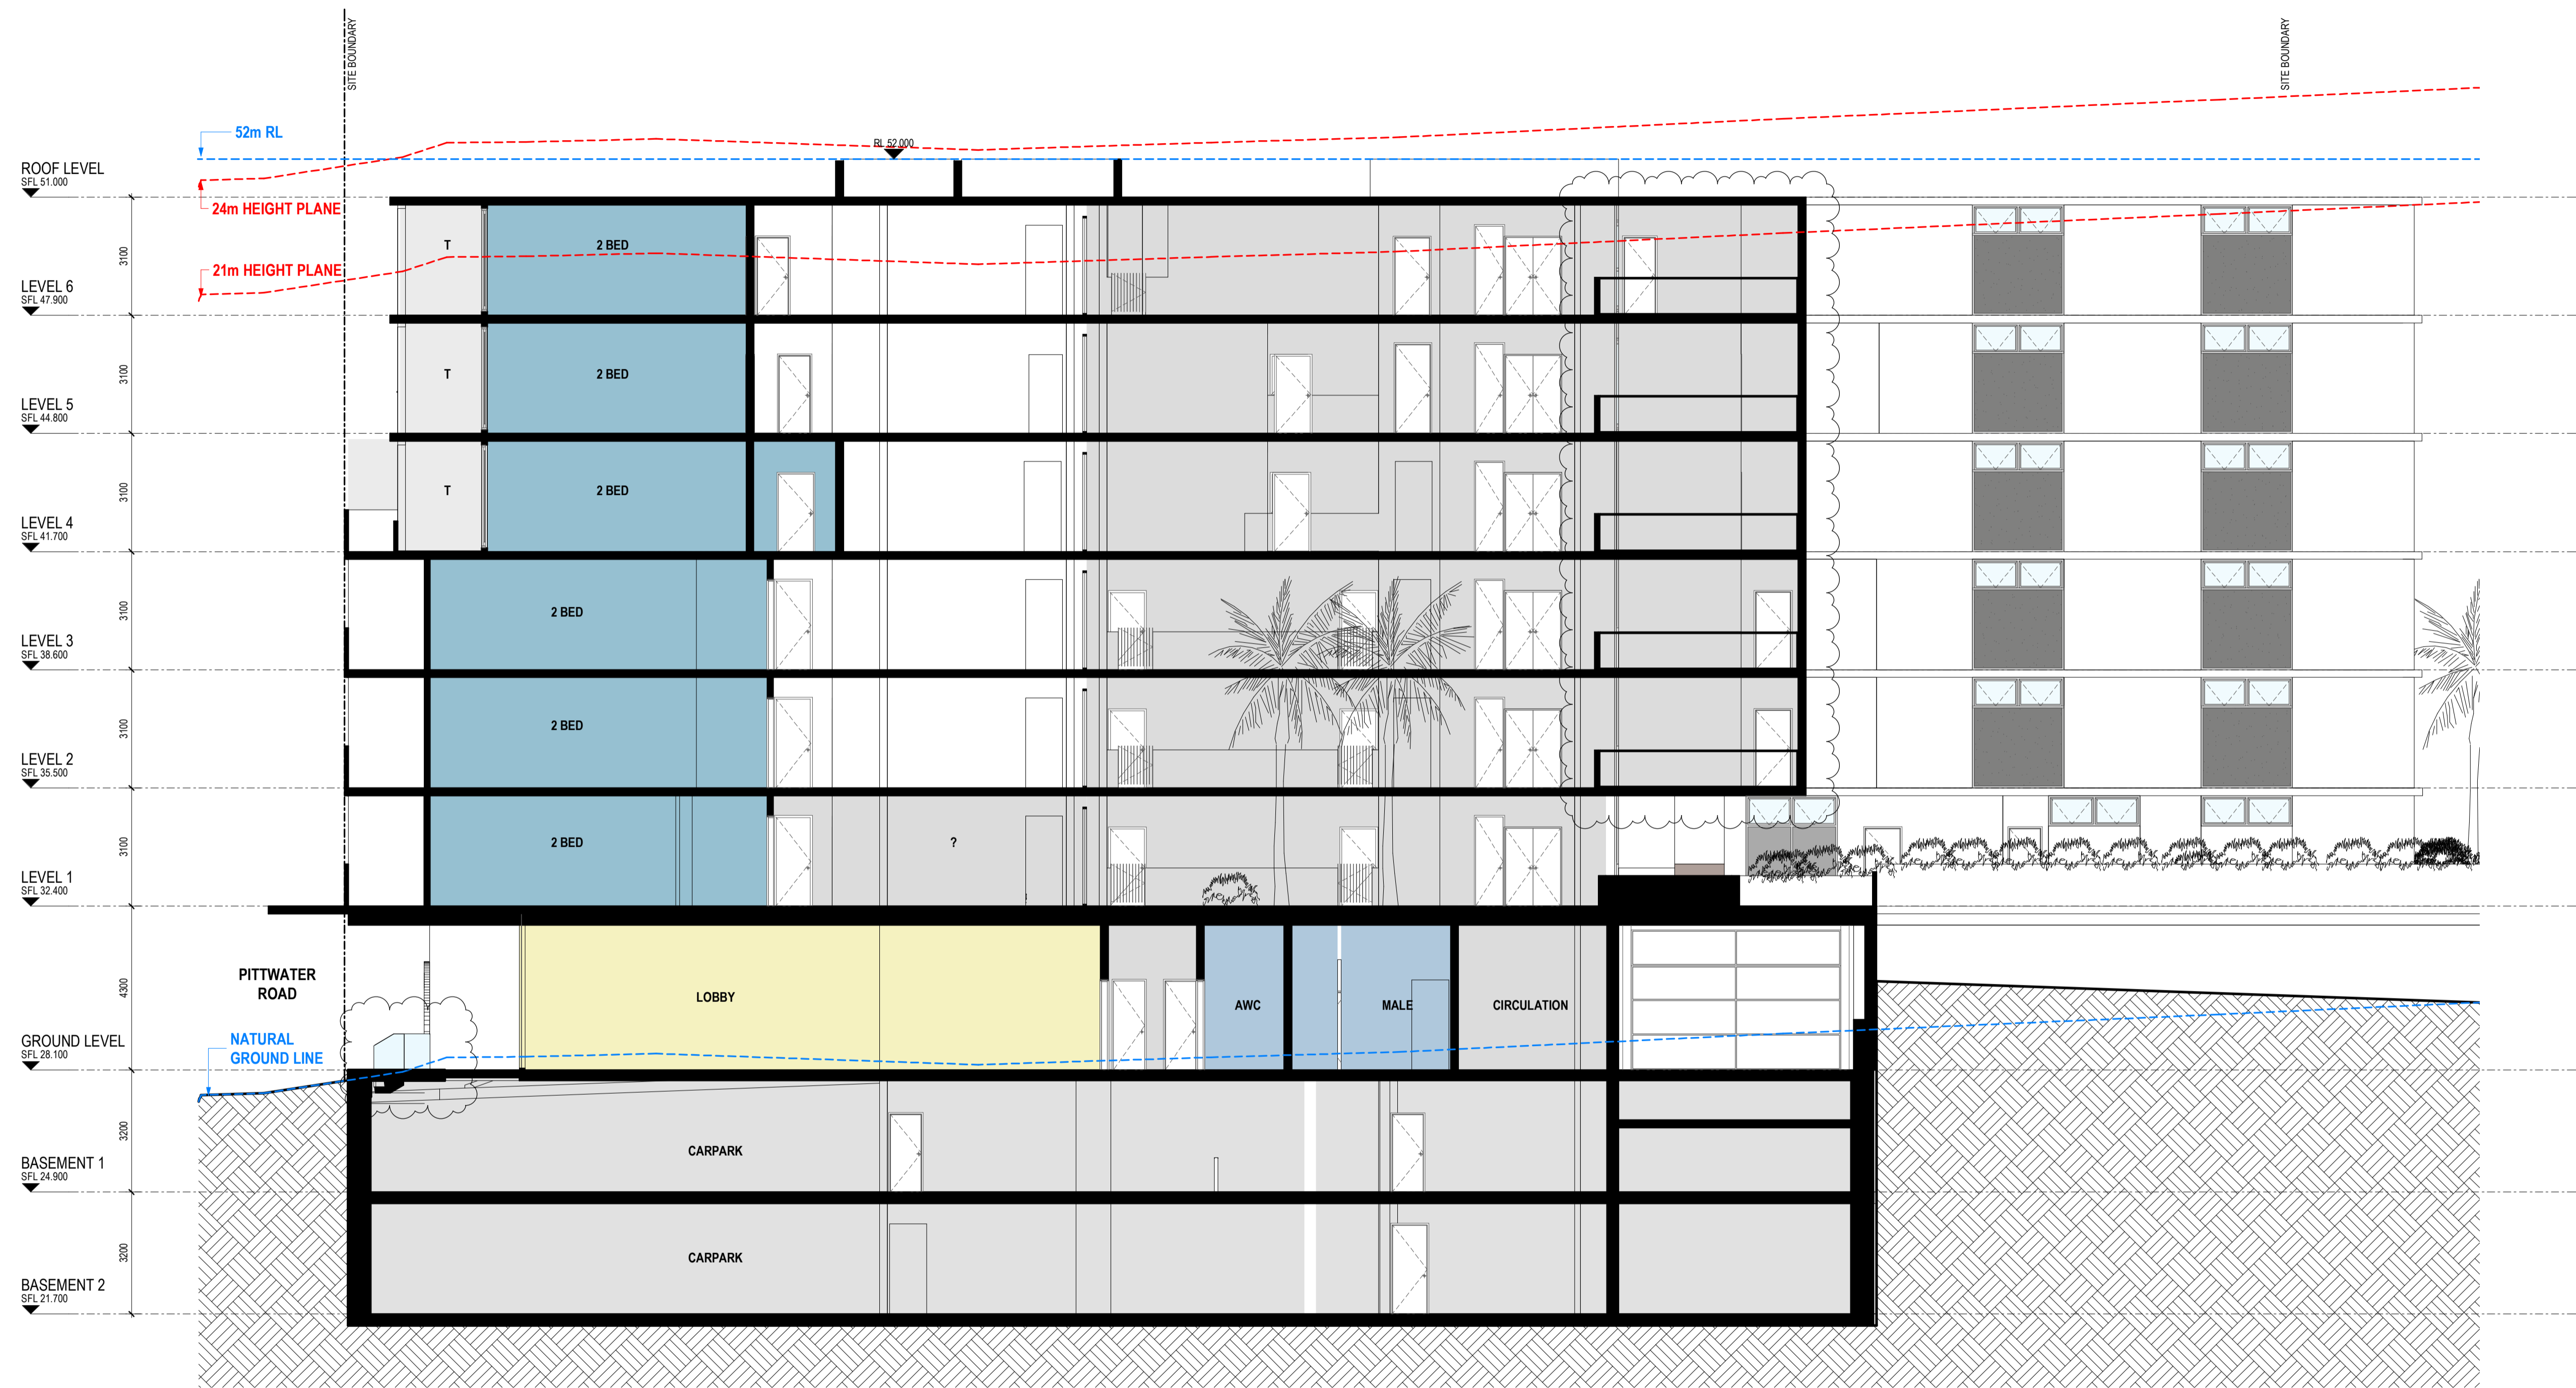 SITE BOUNDARY
SITE BOUNDARY
52m RL
RL 52.000
ROOF LEVEL
SFL 51.000
24m HEIGHT PLANE
3100
T
2 BED
21m HEIGHT PLANE
LEVEL 6
SFL 47.900
3100
T
2 BED
LEVEL 5
SFL 44.800
3100
T
2 BED
LEVEL 4
SFL 41.700
3100
2 BED
LEVEL 3
SFL 38.600
3100
2 BED
LEVEL 2
SFL 35.500
3100
2 BED
?
LEVEL 1
SFL 32.400
PITTWATER
ROAD
4300
LOBBY
AWC
MALE
CIRCULATION
GROUND LEVEL
SFL 28.100
NATURAL
GROUND LINE
3200
CARPARK
BASEMENT 1
SFL 24.900
3200
CARPARK
BASEMENT 2
SFL 21.700